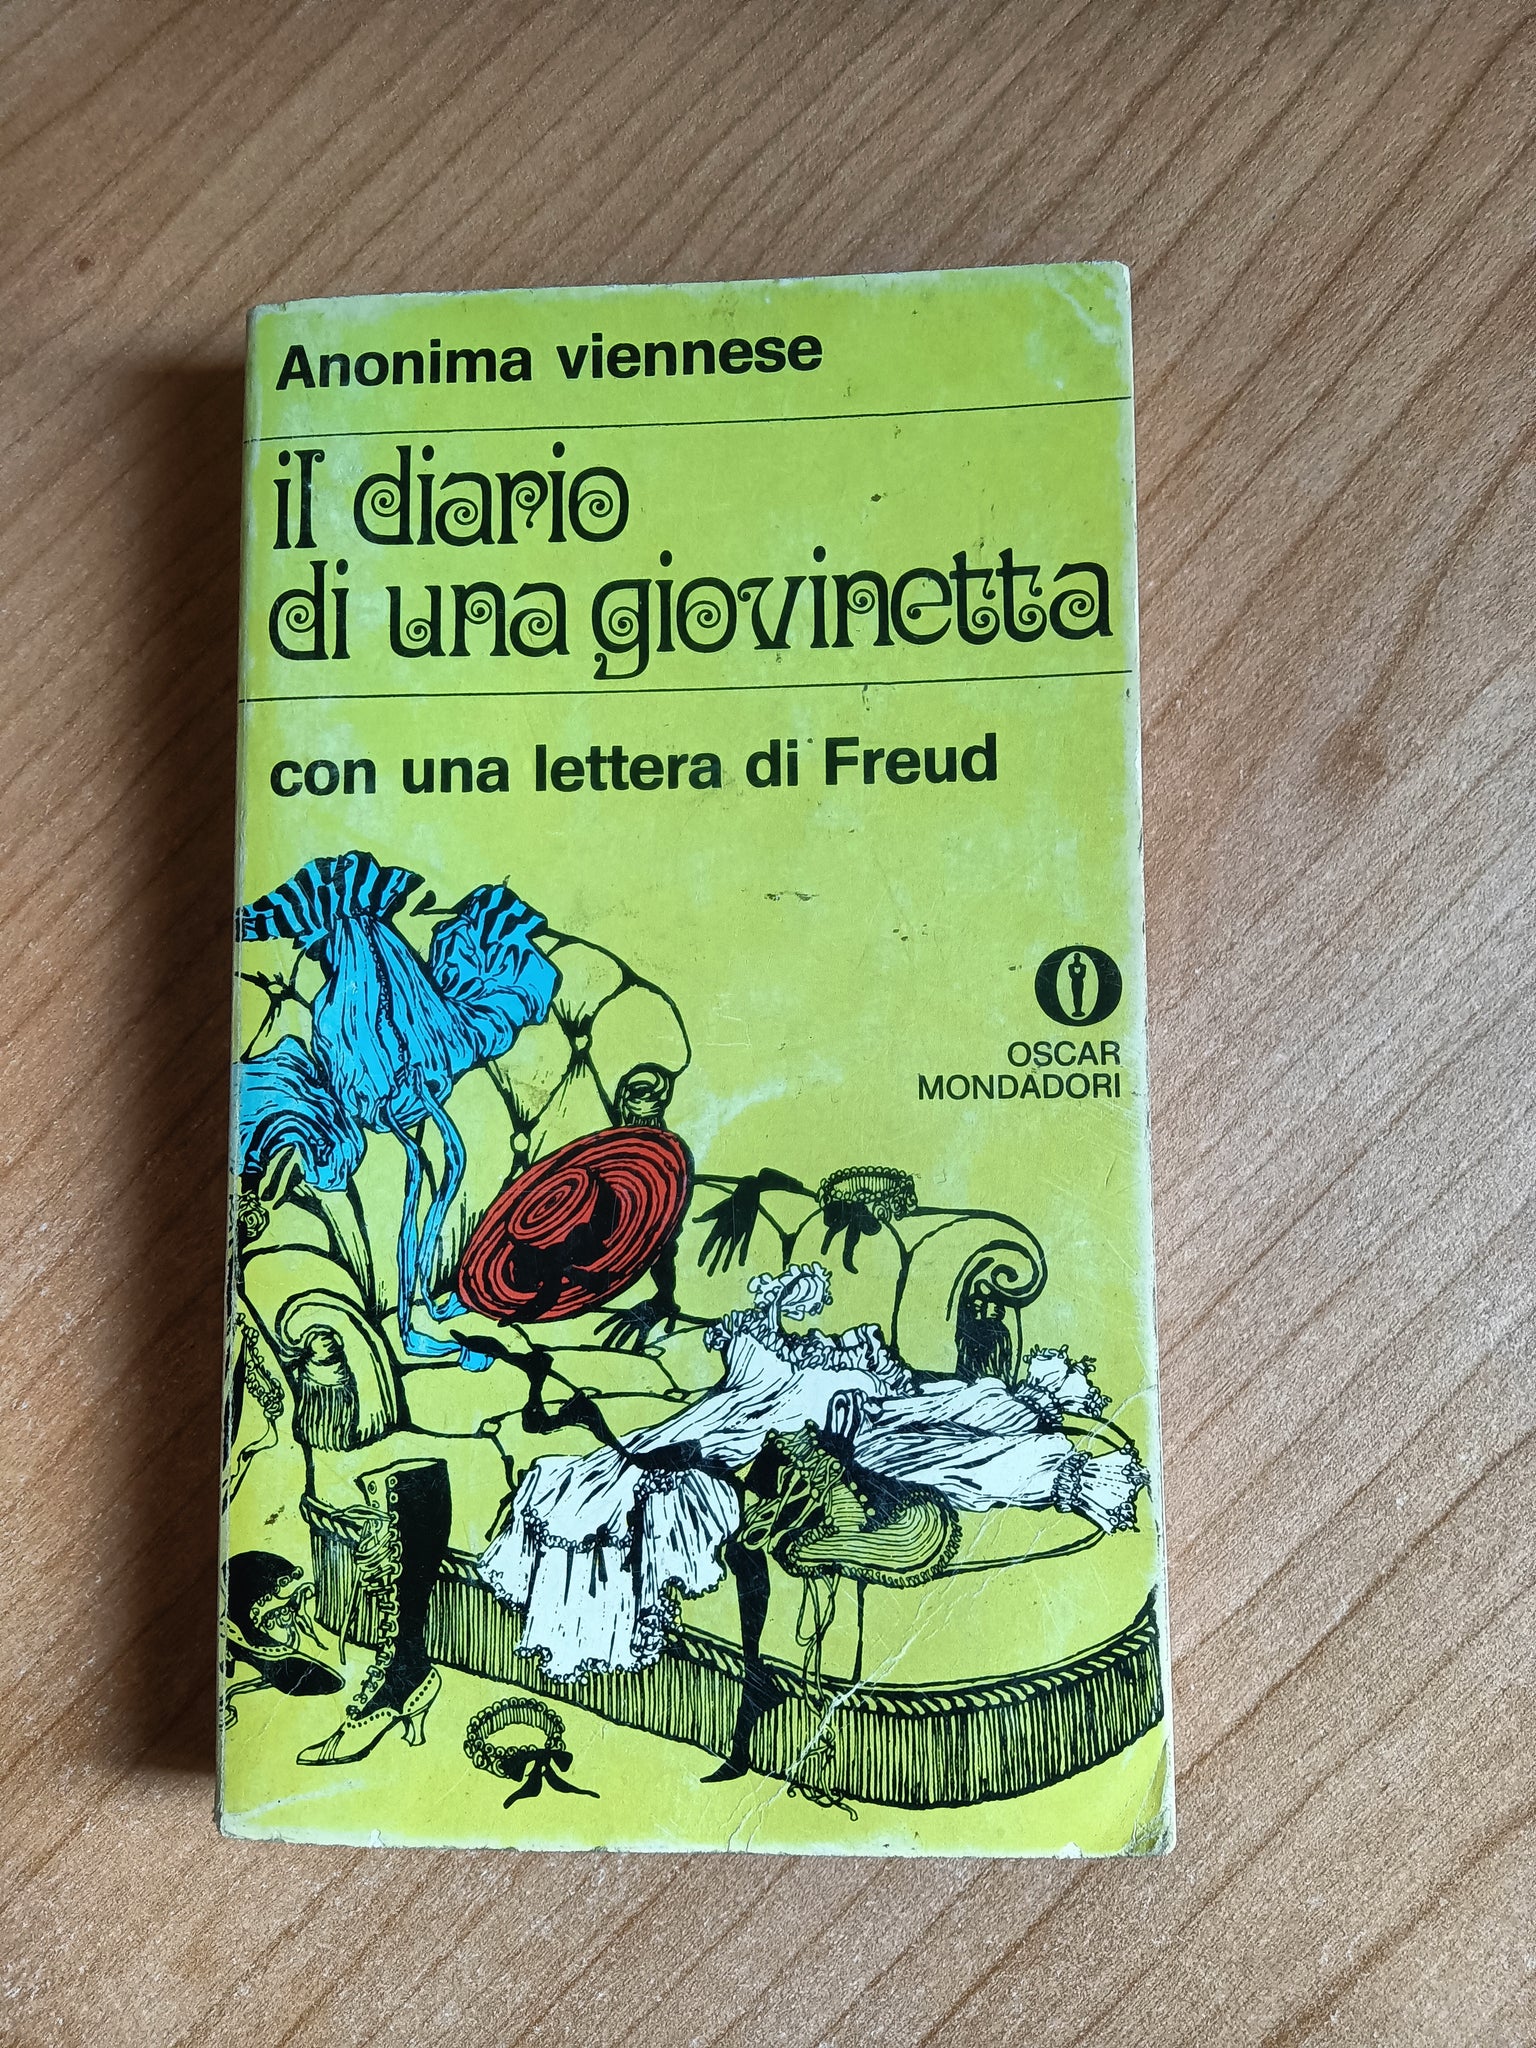 Anonima viennese
il diario
di una giovinetta
con una lettera di Freud
OSCAR
MONDADORI